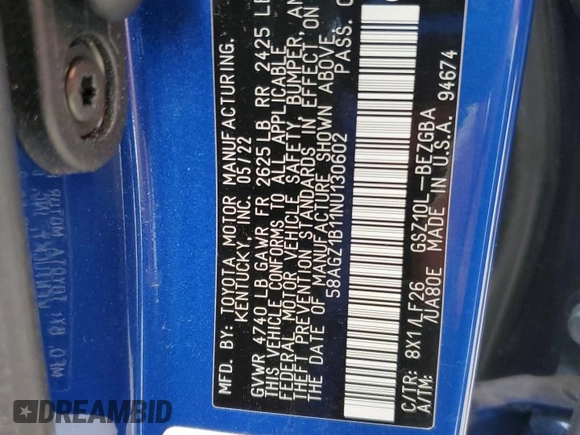 MFD. BY: TOYOTA MOTOR MANUFACTURING.
KENTUCKY, INC. 05/22
GVWR 4740 LB GAWR FR 2625 LB RR 2425 LB
THIS VEHICLE CONFORMS TO ALL APPLICABLE
FEDERAL MOTOR VEHICLE SAFETY, BUMPER, AND
THEFT PREVENTION STANDARDS IN EFFECT ON
DATE OF MANUFACTURE SHOWN ABOVE.
58AGZ1B11NU130602 PASS. C
C/TR: 8X1/LF26 GSZ10L-BEZGBA
A/TM: /UA80E MADE IN U.S.A. 94674
DREAMBID